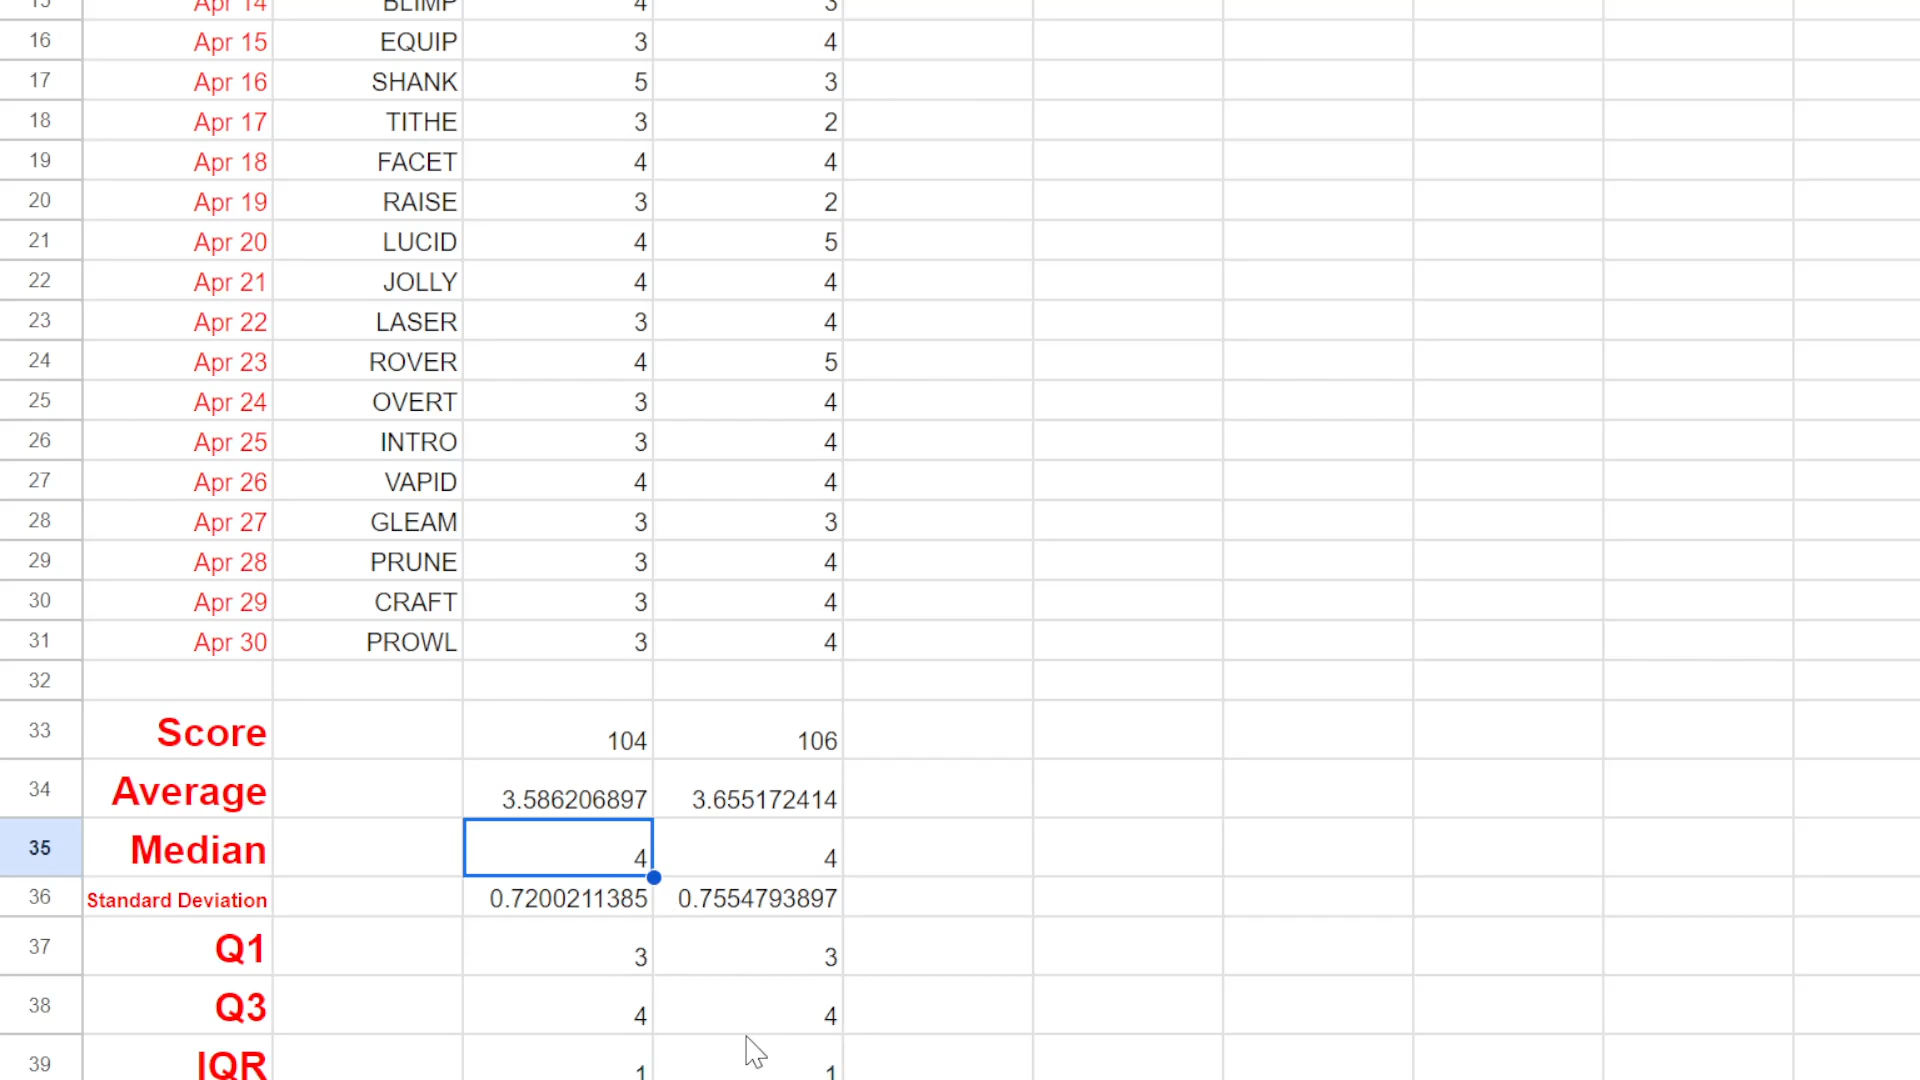 15 Apr 14 BLIMP 4 3
16 Apr 15 EQUIP 3 4
17 Apr 16 SHANK 5 3
18 Apr 17 TITHE 3 2
19 Apr 18 FACET 4 4
20 Apr 19 RAISE 3 2
21 Apr 20 LUCID 4 5
22 Apr 21 JOLLY 4 4
23 Apr 22 LASER 3 4
24 Apr 23 ROVER 4 5
25 Apr 24 OVERT 3 4
26 Apr 25 INTRO 3 4
27 Apr 26 VAPID 4 4
28 Apr 27 GLEAM 3 3
29 Apr 28 PRUNE 3 4
30 Apr 29 CRAFT 3 4
31 Apr 30 PROWL 3 4
32
33 Score 104 106
34 Average 3.586206897 3.655172414
35 Median 4 4
36 Standard Deviation 0.7200211385 0.7554793897
37 Q1 3 3
38 Q3 4 4
39 IQR 1 1